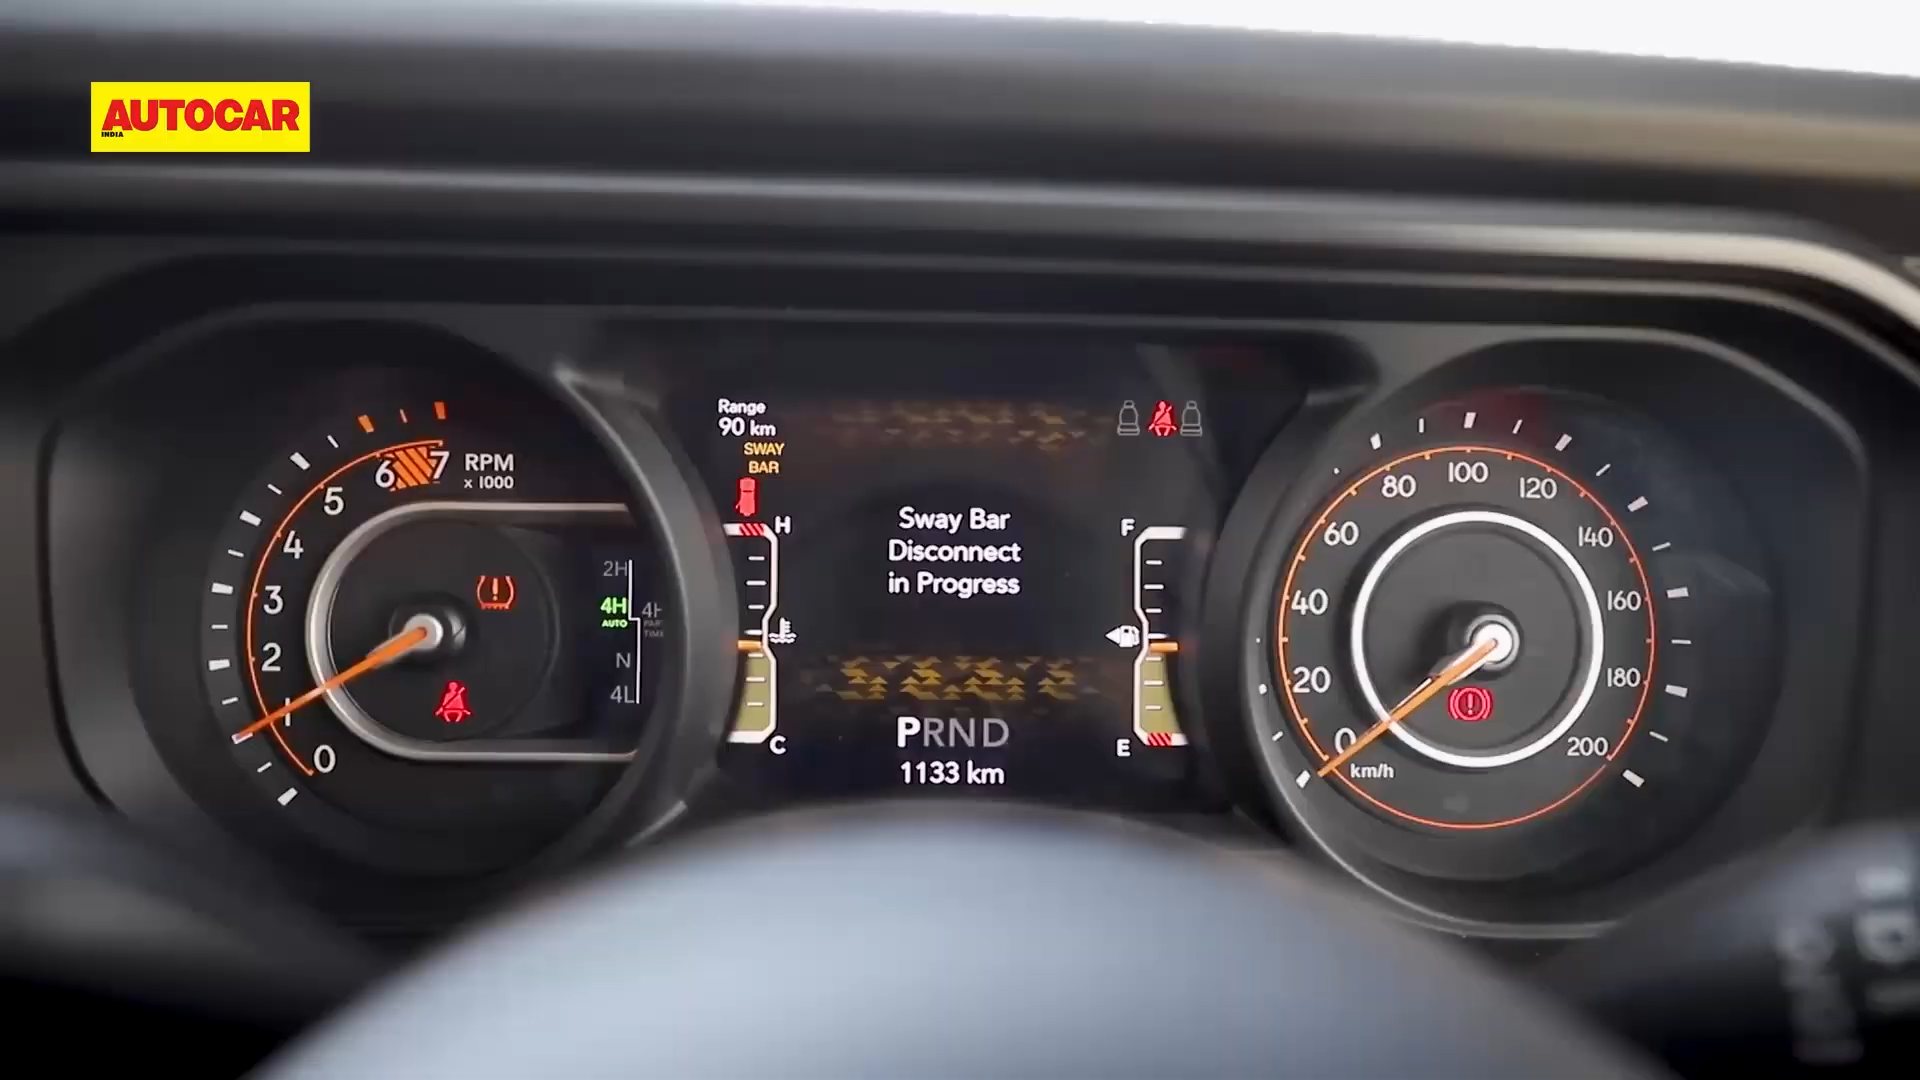 AUTOCAR
INDIA
Range
90 km
SWAY
BAR
Sway Bar
Disconnect
in Progress
PRND
1133 km
H
C
F
E
RPM
x 1000
0
1
2
3
4
5
6
7
2H
4H
AUTO
4H
PART
TIME
N
4L
0
20
40
60
80
100
120
140
160
180
200
km/h